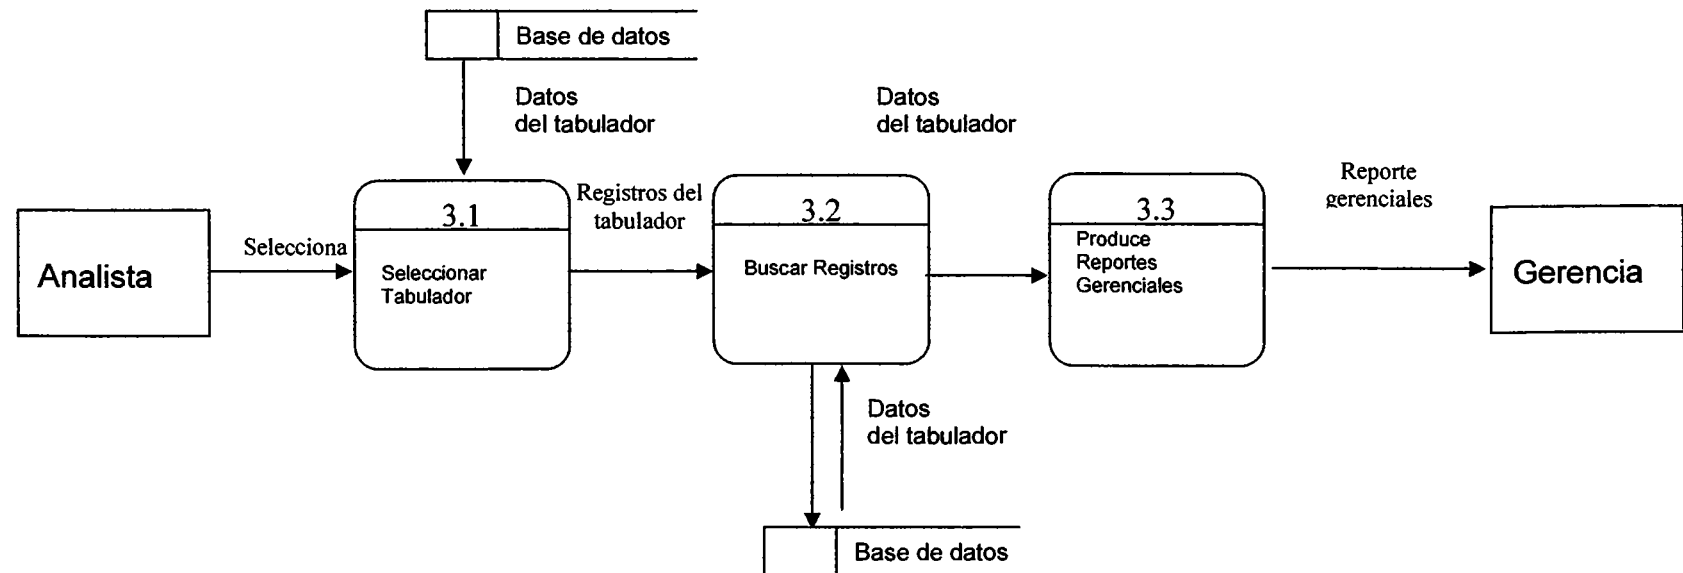 Base de datos
Datos
del tabulador
Datos
del tabulador
Analista
Selecciona
3.1
Seleccionar
Tabulador
Registros del
tabulador
3.2
Buscar Registros
3.3
Produce
Reportes
Gerenciales
Reporte
gerenciales
Gerencia
Datos
del tabulador
Base de datos